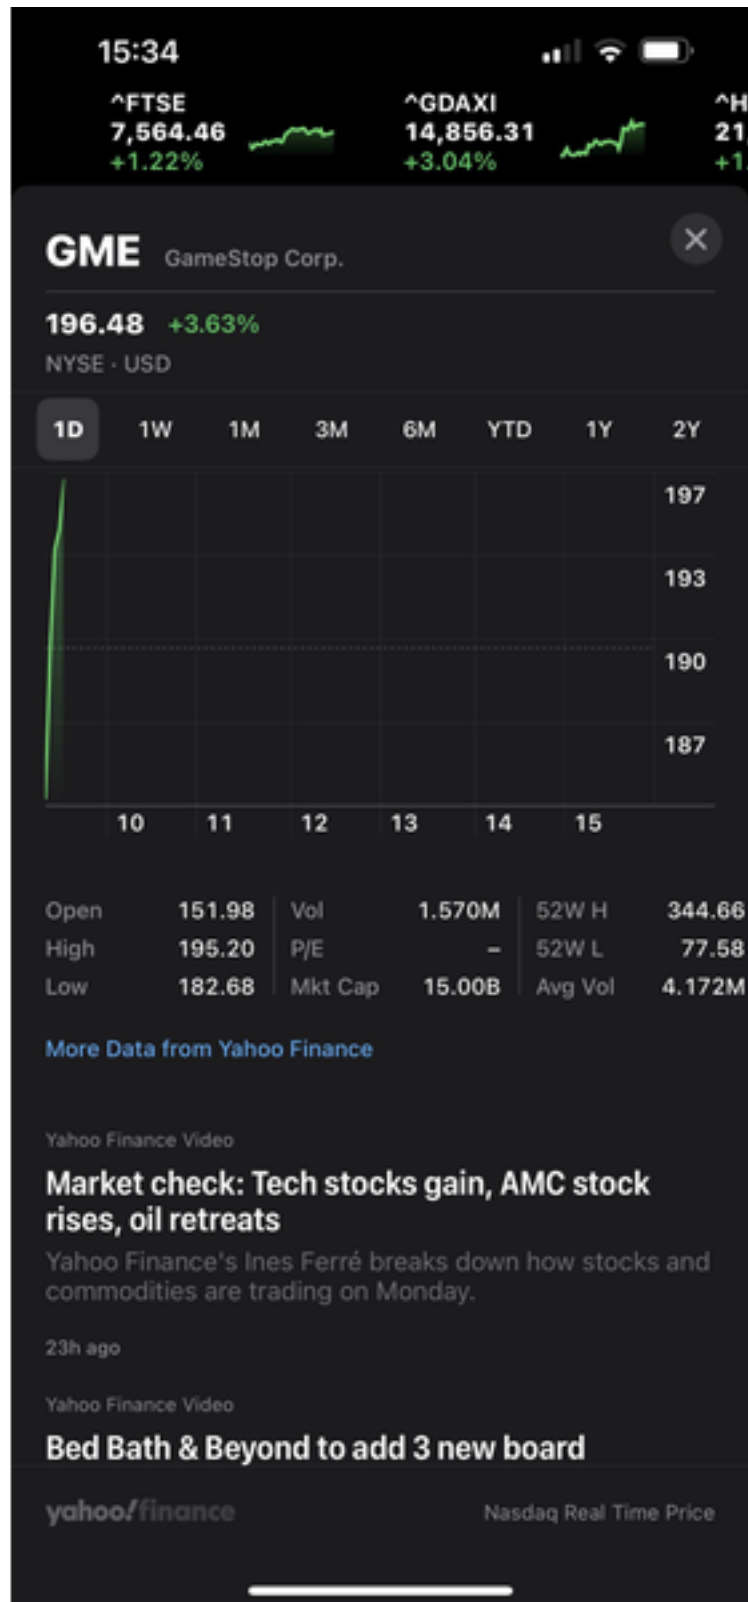 15:34
^FTSE
7,564.46
+1.22%
^GDAXI
14,856.31
+3.04%
^H
21,
+1.
GME GameStop Corp.
196.48 +3.63%
NYSE · USD
1D 1W 1M 3M 6M YTD 1Y 2Y
197
193
190
187
10 11 12 13 14 15
Open 151.98 Vol 1.570M 52W H 344.66
High 195.20 P/E – 52W L 77.58
Low 182.68 Mkt Cap 15.00B Avg Vol 4.172M
More Data from Yahoo Finance
Yahoo Finance Video
Market check: Tech stocks gain, AMC stock
rises, oil retreats
Yahoo Finance's Ines Ferré breaks down how stocks and
commodities are trading on Monday.
23h ago
Yahoo Finance Video
Bed Bath & Beyond to add 3 new board
yahoo!finance Nasdaq Real Time Price